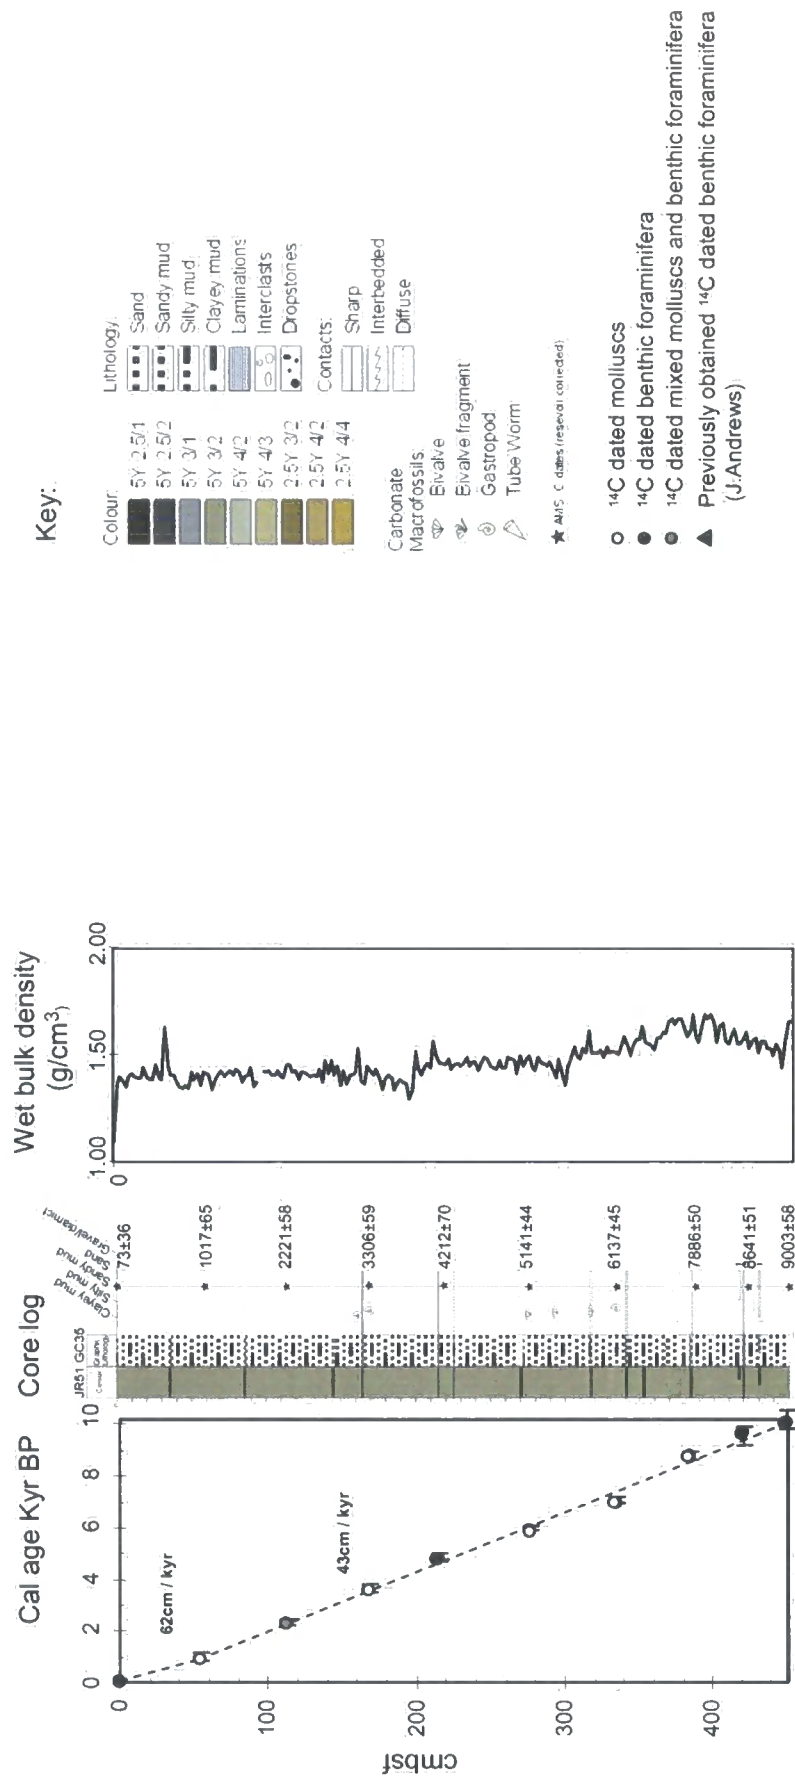 Cal age Kyr BP
0
2
4
6
8
10
cmbsf
0
100
200
300
400
62cm / kyr
43cm / kyr
Core log
JR51 GC35
Clayey mud
Silty mud
Sandy mud
Sand
73±36
1017±65
2221±58
3306±59
4212±70
5141±44
6137±45
7886±50
8641±51
9003±58
Wet bulk density
(g/cm³)
1.00
1.50
2.00
0
Key:
Colour:
5Y 2.5/1
5Y 2.5/2
5Y 3/1
5Y 3/2
5Y 4/2
5Y 4/3
2.5Y 3/2
2.5Y 4/2
2.5Y 4/4
Lithology:
Sand
Sandy mud
Silty mud
Clayey mud
Laminations
Interclasts
Dropstones
Contacts:
Sharp
Interbedded
Diffuse
Carbonate
Macrofossils:
Bivalve
Bivalve fragment
Gastropod
Tube Worm
AMS C dates
¹⁴C dated molluscs
¹⁴C dated benthic foraminifera
¹⁴C dated mixed molluscs and benthic foraminifera
Previously obtained ¹⁴C dated benthic foraminifera
(J.Andrews)